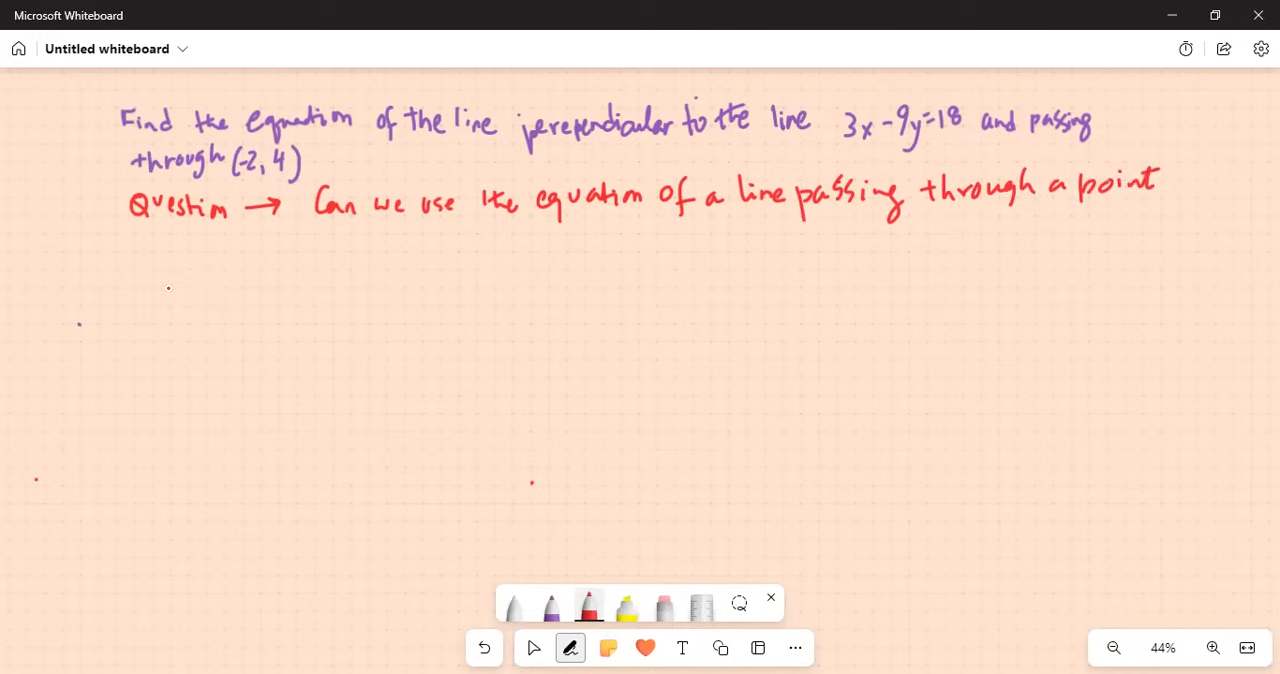 Microsoft Whiteboard
Untitled whiteboard
Find the equation of the line perependicular to the line 3x - 9y = 18 and passing
through (-2, 4)
Question → Can we use the equation of a line passing through a point
44%